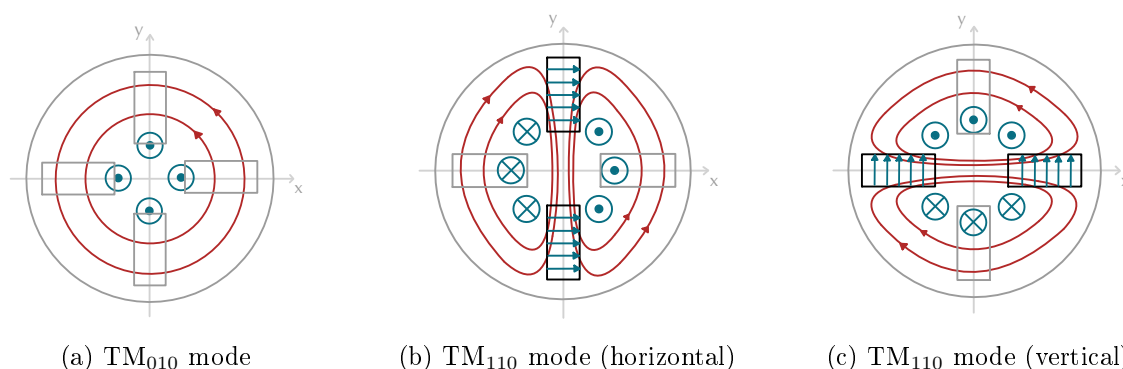 y
x
(a) TM₀₁₀ mode
y
x
(b) TM₁₁₀ mode (horizontal)
y
(c) TM₁₁₀ mode (vertical)